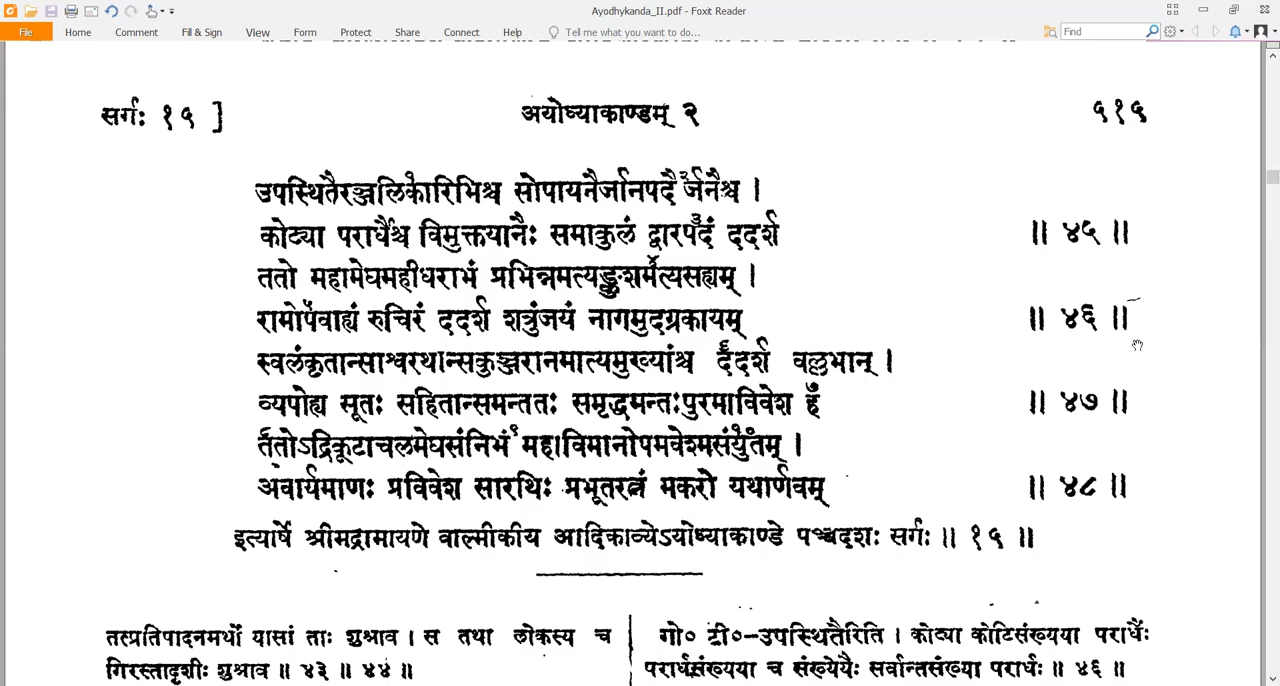 Ayodhykanda_II.pdf - Foxit Reader
File Home Comment Fill & Sign View Form Protect Share Connect Help Tell me what you want to do... Find
सर्गः १५ ] अयोध्याकाण्डम् २ ५१५
उपस्थितैरञ्जलिकारिभिश्च सोपायनैर्जानपदैर्जनैश्च ।
कोट्या परार्धैश्च विमुक्तयानैः समाकुलं द्वारपदं ददर्श ॥ ४५ ॥
ततो महामेघमहीधराभं प्रभिन्नमत्यङ्कुशमत्यसह्यम् ।
रामोपवाह्यं रुचिरं ददर्श शत्रुंजयं नागमुदग्रकायम् ॥ ४६ ॥
स्वलंकृतान्साश्वरथान्सकुञ्जरानमात्यमुख्यांश्च ददर्श वल्लभान् ।
व्यपोह्य सूतः सहितान्समन्ततः समृद्धमन्तःपुरमाविवेश ह ॥ ४७ ॥
ततोऽद्रिकूटाचलमेघसंनिभं महाविमानोपमवेश्मसंयुतम् ।
अवार्यमाणः प्रविवेश सारथिः प्रभूतरत्नं मकरो यथार्णवम् ॥ ४८ ॥
इत्यार्षे श्रीमद्रामायणे वाल्मीकीय आदिकाव्येऽयोध्याकाण्डे पञ्चदशः सर्गः ॥ १५ ॥
तत्प्रतिपादनमर्थो यासां ताः शुश्राव । स तथा लोकस्य च
गिरस्तादृशीः शुश्राव ॥ ४३ ॥ ४४ ॥
गो० टी०-उपस्थितैरिति । कोट्या कोटिसंख्यया परार्धैः
परार्धसंख्यया च संख्येयैः सर्वान्तसंख्या परार्धः ॥ ४६ ॥